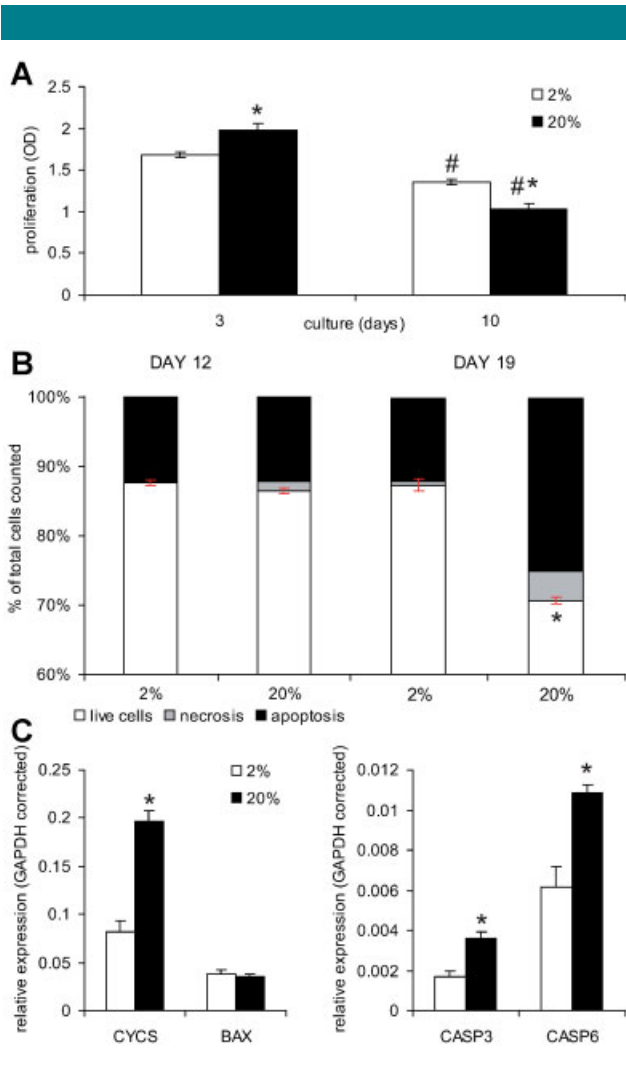 A
2.5
2
1.5
1
0.5
0
proliferation (OD)
2%
20%
*
#
#*
3
culture (days)
10
B
DAY 12
DAY 19
100%
90%
80%
70%
60%
% of total cells counted
*
2%
20%
2%
20%
live cells
necrosis
apoptosis
C
0.25
0.2
0.15
0.1
0.05
0
relative expression (GAPDH corrected)
2%
20%
*
CYCS
BAX
0.012
0.01
0.008
0.006
0.004
0.002
0
relative expression (GAPDH corrected)
*
*
CASP3
CASP6